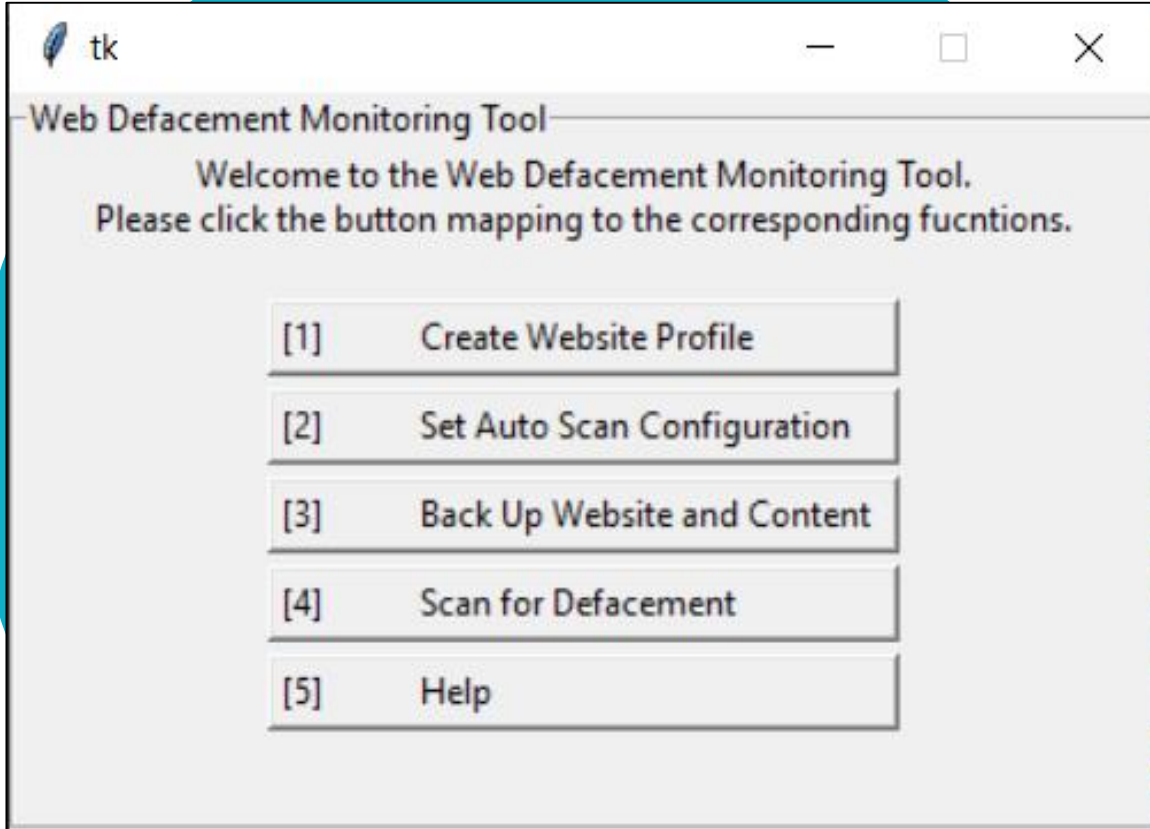 tk
Web Defacement Monitoring Tool
Welcome to the Web Defacement Monitoring Tool.
Please click the button mapping to the corresponding fucntions.
[1] Create Website Profile
[2] Set Auto Scan Configuration
[3] Back Up Website and Content
[4] Scan for Defacement
[5] Help